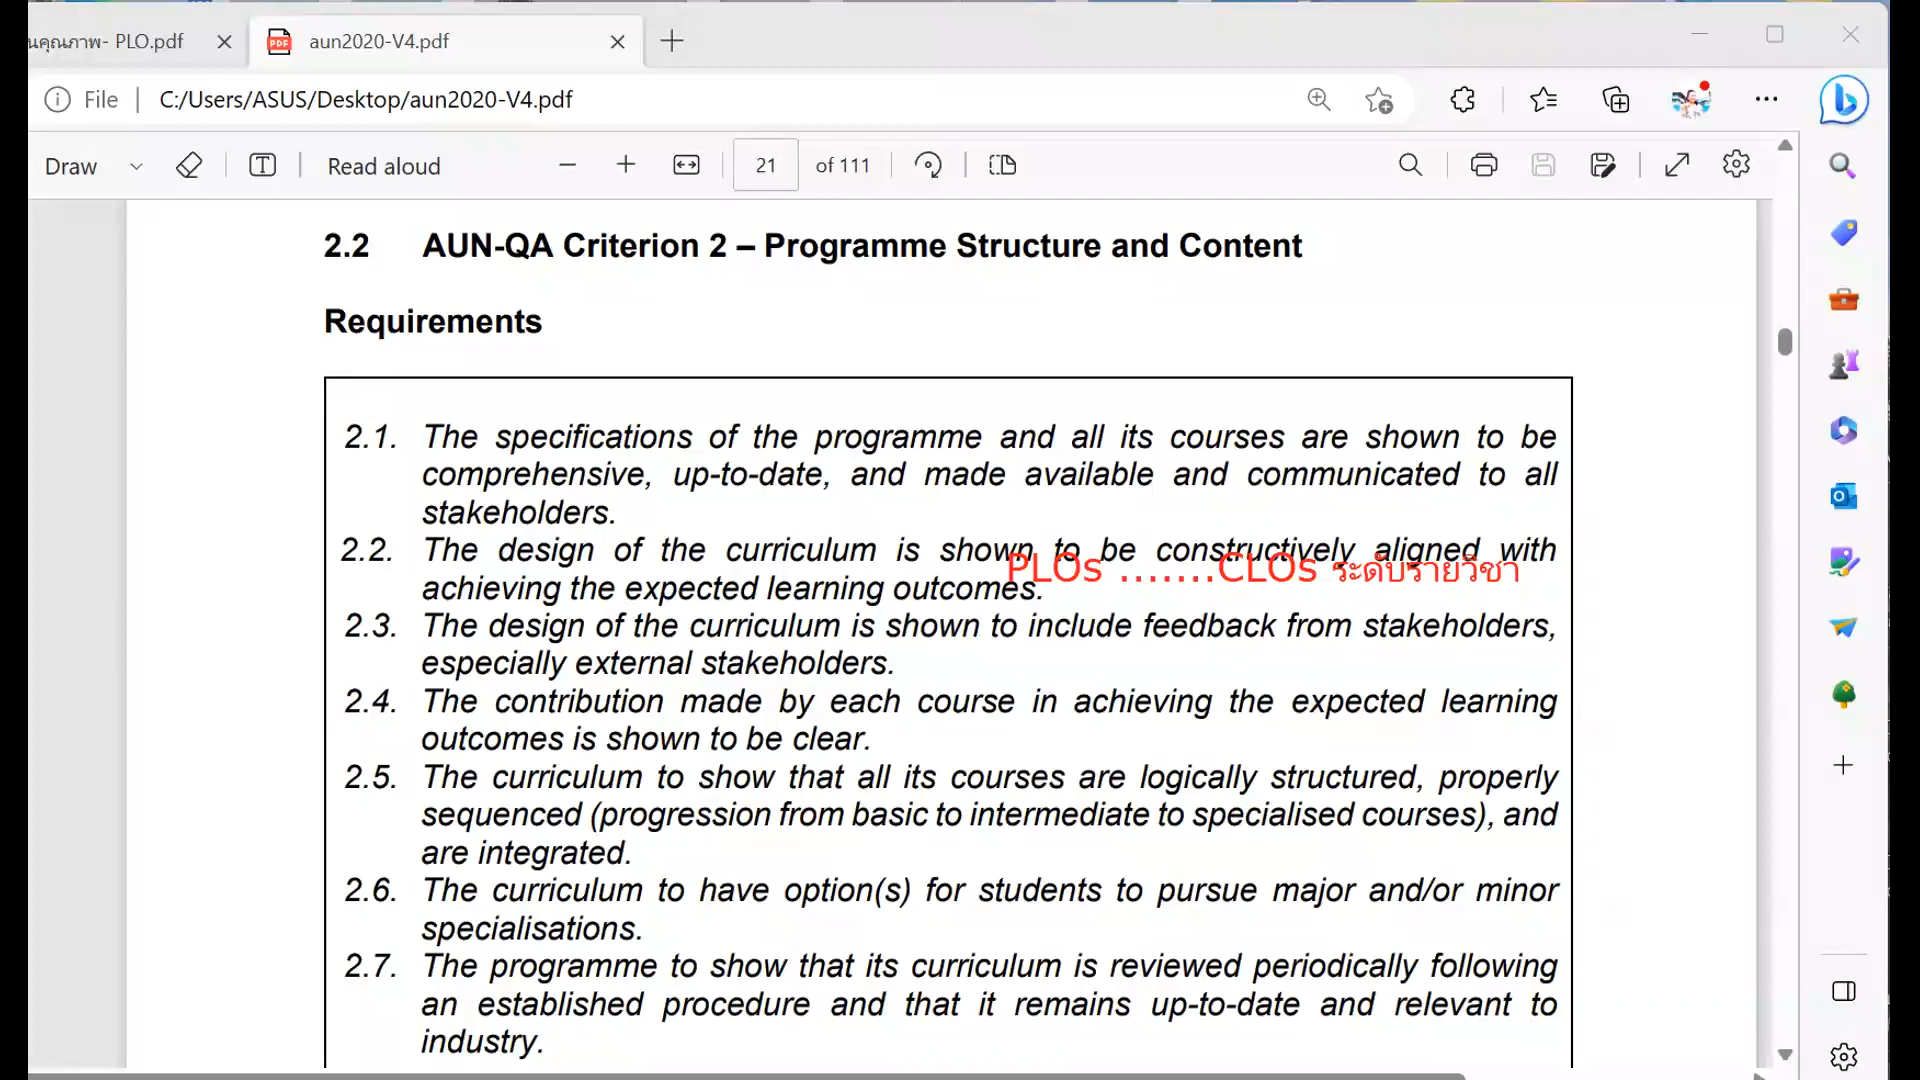 นคุณภาพ- PLO.pdf
aun2020-V4.pdf
File
C:/Users/ASUS/Desktop/aun2020-V4.pdf
Draw
Read aloud
21 of 111
2.2 AUN-QA Criterion 2 – Programme Structure and Content
Requirements
2.1. The specifications of the programme and all its courses are shown to be
comprehensive, up-to-date, and made available and communicated to all
stakeholders.
2.2. The design of the curriculum is shown to be constructively aligned with
PLOs .......CLOs ระดับรายวิชา
achieving the expected learning outcomes.
2.3. The design of the curriculum is shown to include feedback from stakeholders,
especially external stakeholders.
2.4. The contribution made by each course in achieving the expected learning
outcomes is shown to be clear.
2.5. The curriculum to show that all its courses are logically structured, properly
sequenced (progression from basic to intermediate to specialised courses), and
are integrated.
2.6. The curriculum to have option(s) for students to pursue major and/or minor
specialisations.
2.7. The programme to show that its curriculum is reviewed periodically following
an established procedure and that it remains up-to-date and relevant to
industry.